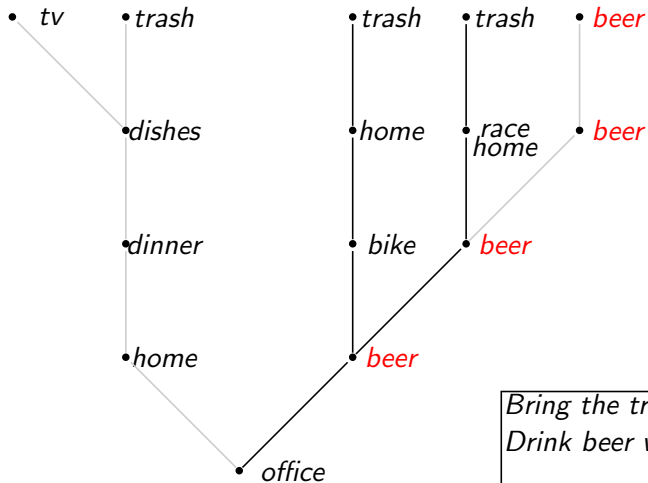 tv trash trash trash beer
dishes home race beer
home
dinner bike beer
home beer
office
Bring the
Drink beer